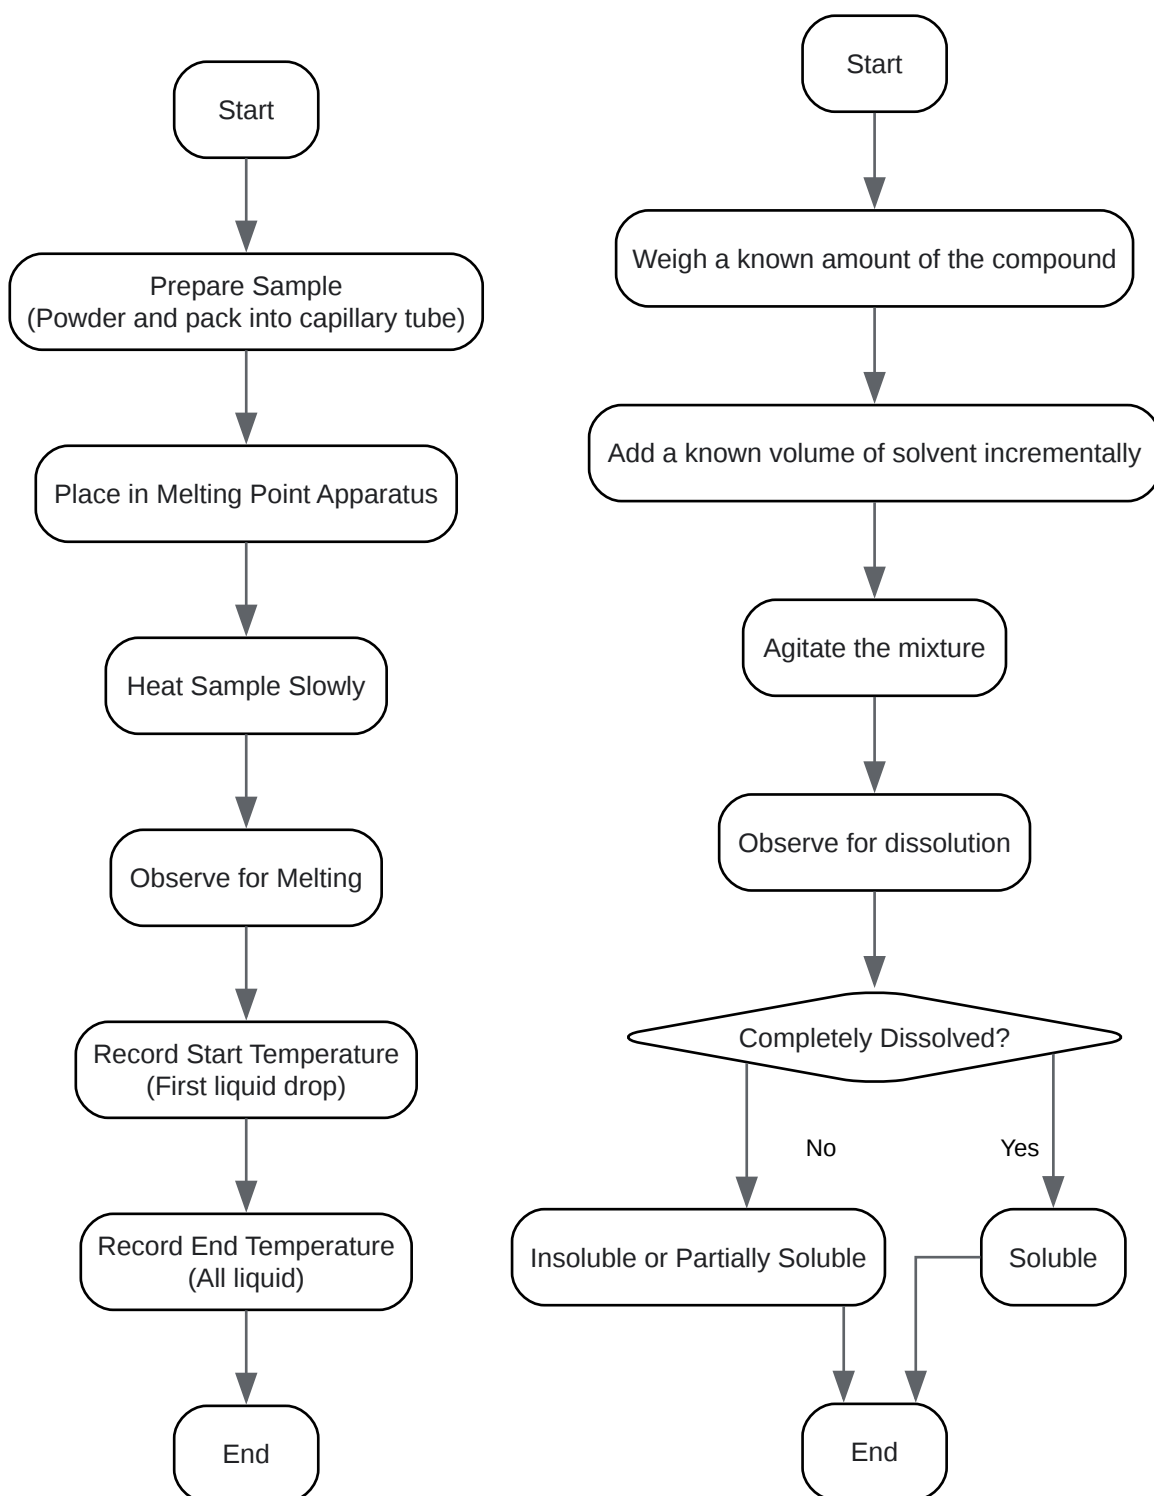 Start
Prepare Sample
(Powder and pack into capillary tube)
Place in Melting Point Apparatus
Heat Sample Slowly
Observe for Melting
Record Start Temperature
(First liquid drop)
Record End Temperature
(All liquid)
End
Start
Weigh a known amount of the compound
Add a known volume of solvent incrementally
Agitate the mixture
Observe for dissolution
Completely Dissolved?
No
Yes
Insoluble or Partially Soluble
Soluble
End